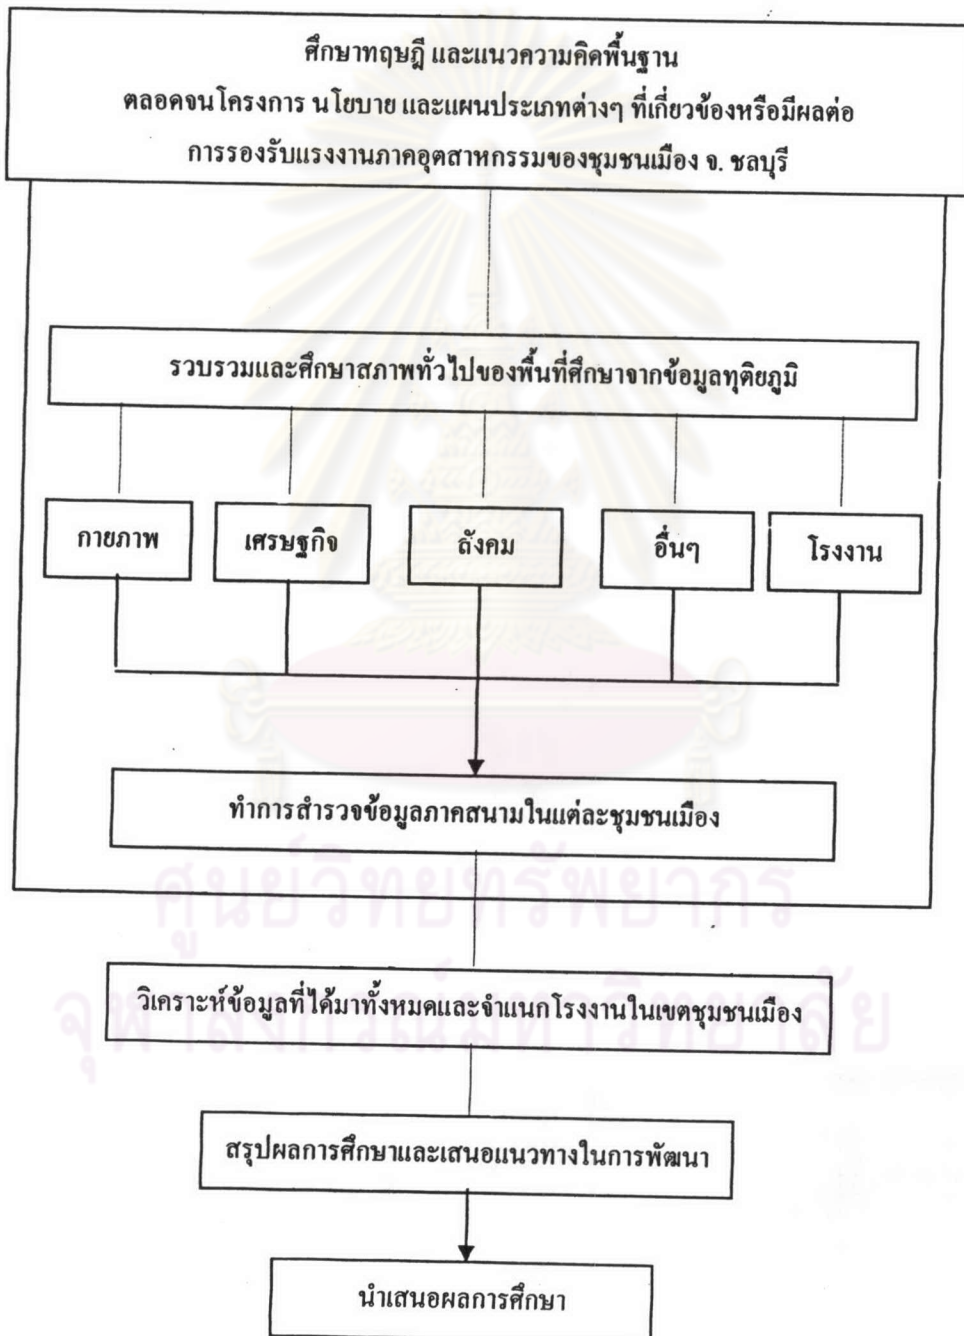 ศึกษาทฤษฎี และแนวความคิดพื้นฐาน
ตลอดจนโครงการ นโยบาย และแผนประเภทต่างๆ ที่เกี่ยวข้องหรือมีผลต่อ
การรองรับแรงงานภาคอุตสาหกรรมของชุมชนเมือง จ. ชลบุรี
รวบรวมและศึกษาสภาพทั่วไปของพื้นที่ศึกษาจากข้อมูลทุติยภูมิ
กายภาพ
เศรษฐกิจ
สังคม
อื่นๆ
โรงงาน
ทำการสำรวจข้อมูลภาคสนามในแต่ละชุมชนเมือง
ศูนย์วิทยทรัพยากร
วิเคราะห์ข้อมูลที่ได้มาทั้งหมดและจำแนกโรงงานในเขตชุมชนเมือง
จุฬาลงกรณ์มหาวิทยาลัย
สรุปผลการศึกษาและเสนอแนวทางในการพัฒนา
นำเสนอผลการศึกษา